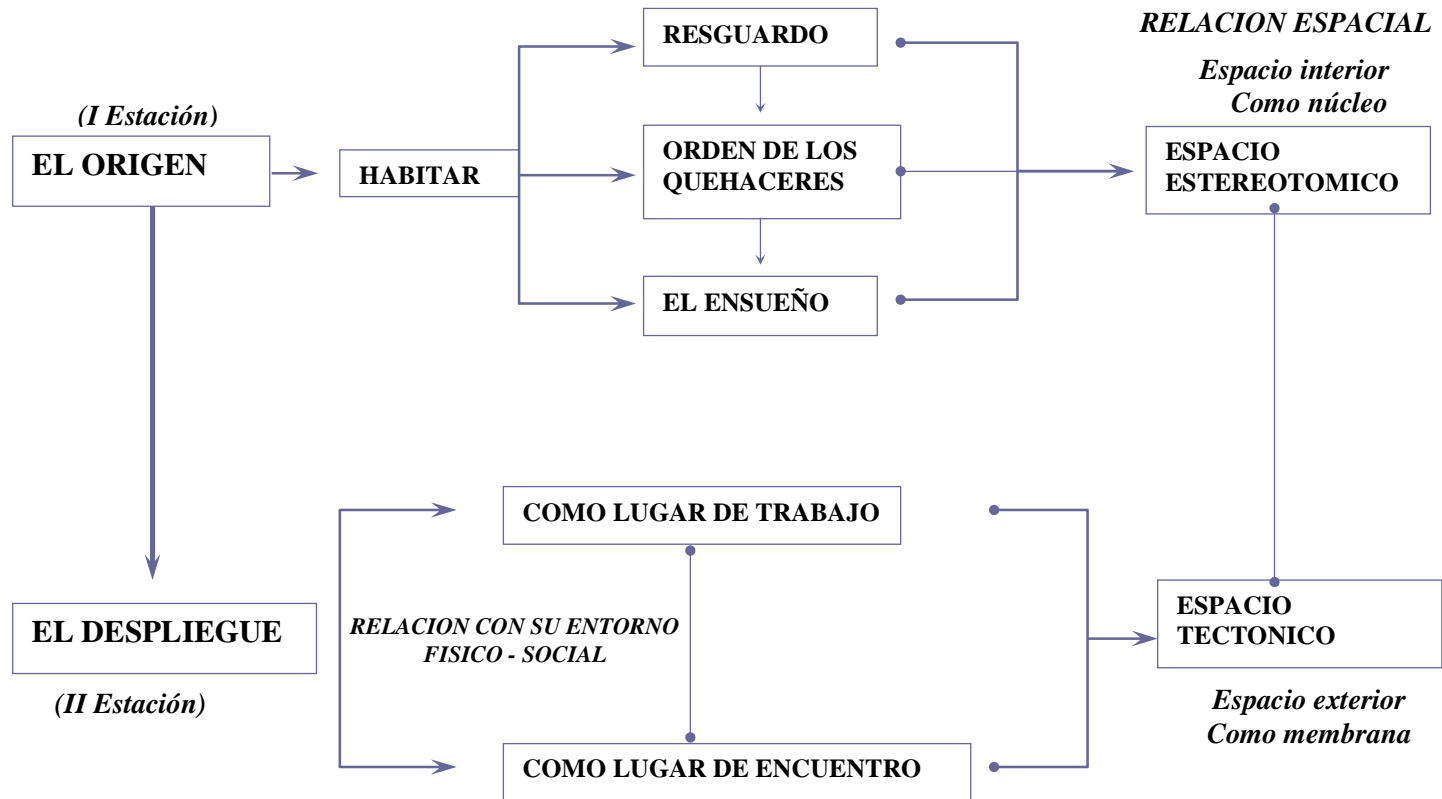 RELACION ESPACIAL
Espacio interior
Como núcleo
(I Estación)
EL ORIGEN
HABITAR
RESGUARDO
ORDEN DE LOS
QUEHACERES
EL ENSUEÑO
ESPACIO
ESTEREOTOMICO
COMO LUGAR DE TRABAJO
EL DESPLIEGUE
(II Estación)
RELACION CON SU ENTORNO
FISICO - SOCIAL
COMO LUGAR DE ENCUENTRO
ESPACIO
TECTONICO
Espacio exterior
Como membrana